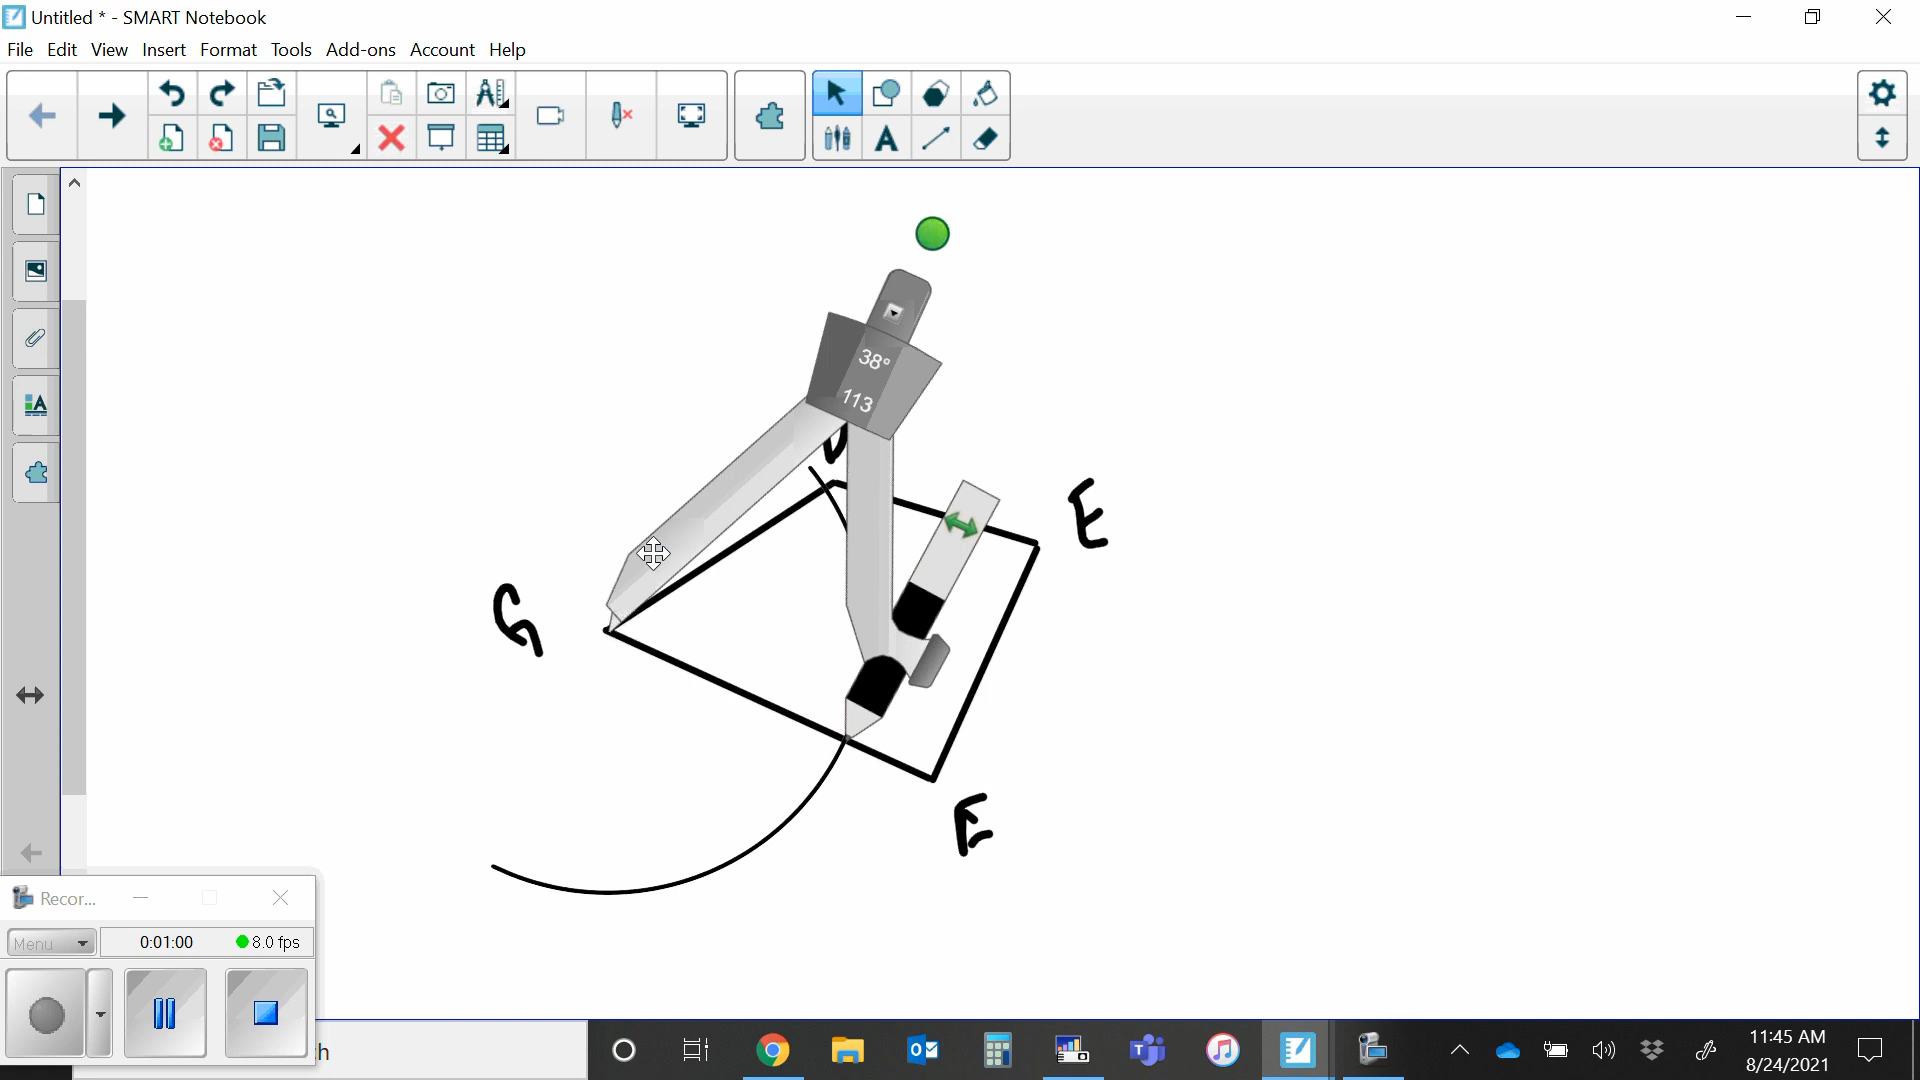 Untitled * - SMART Notebook
File Edit View Insert Format Tools Add-ons Account Help
38°
113
E
G
E
Recor...
Menu 0:01:00 8.0 fps
h
11:45 AM
8/24/2021